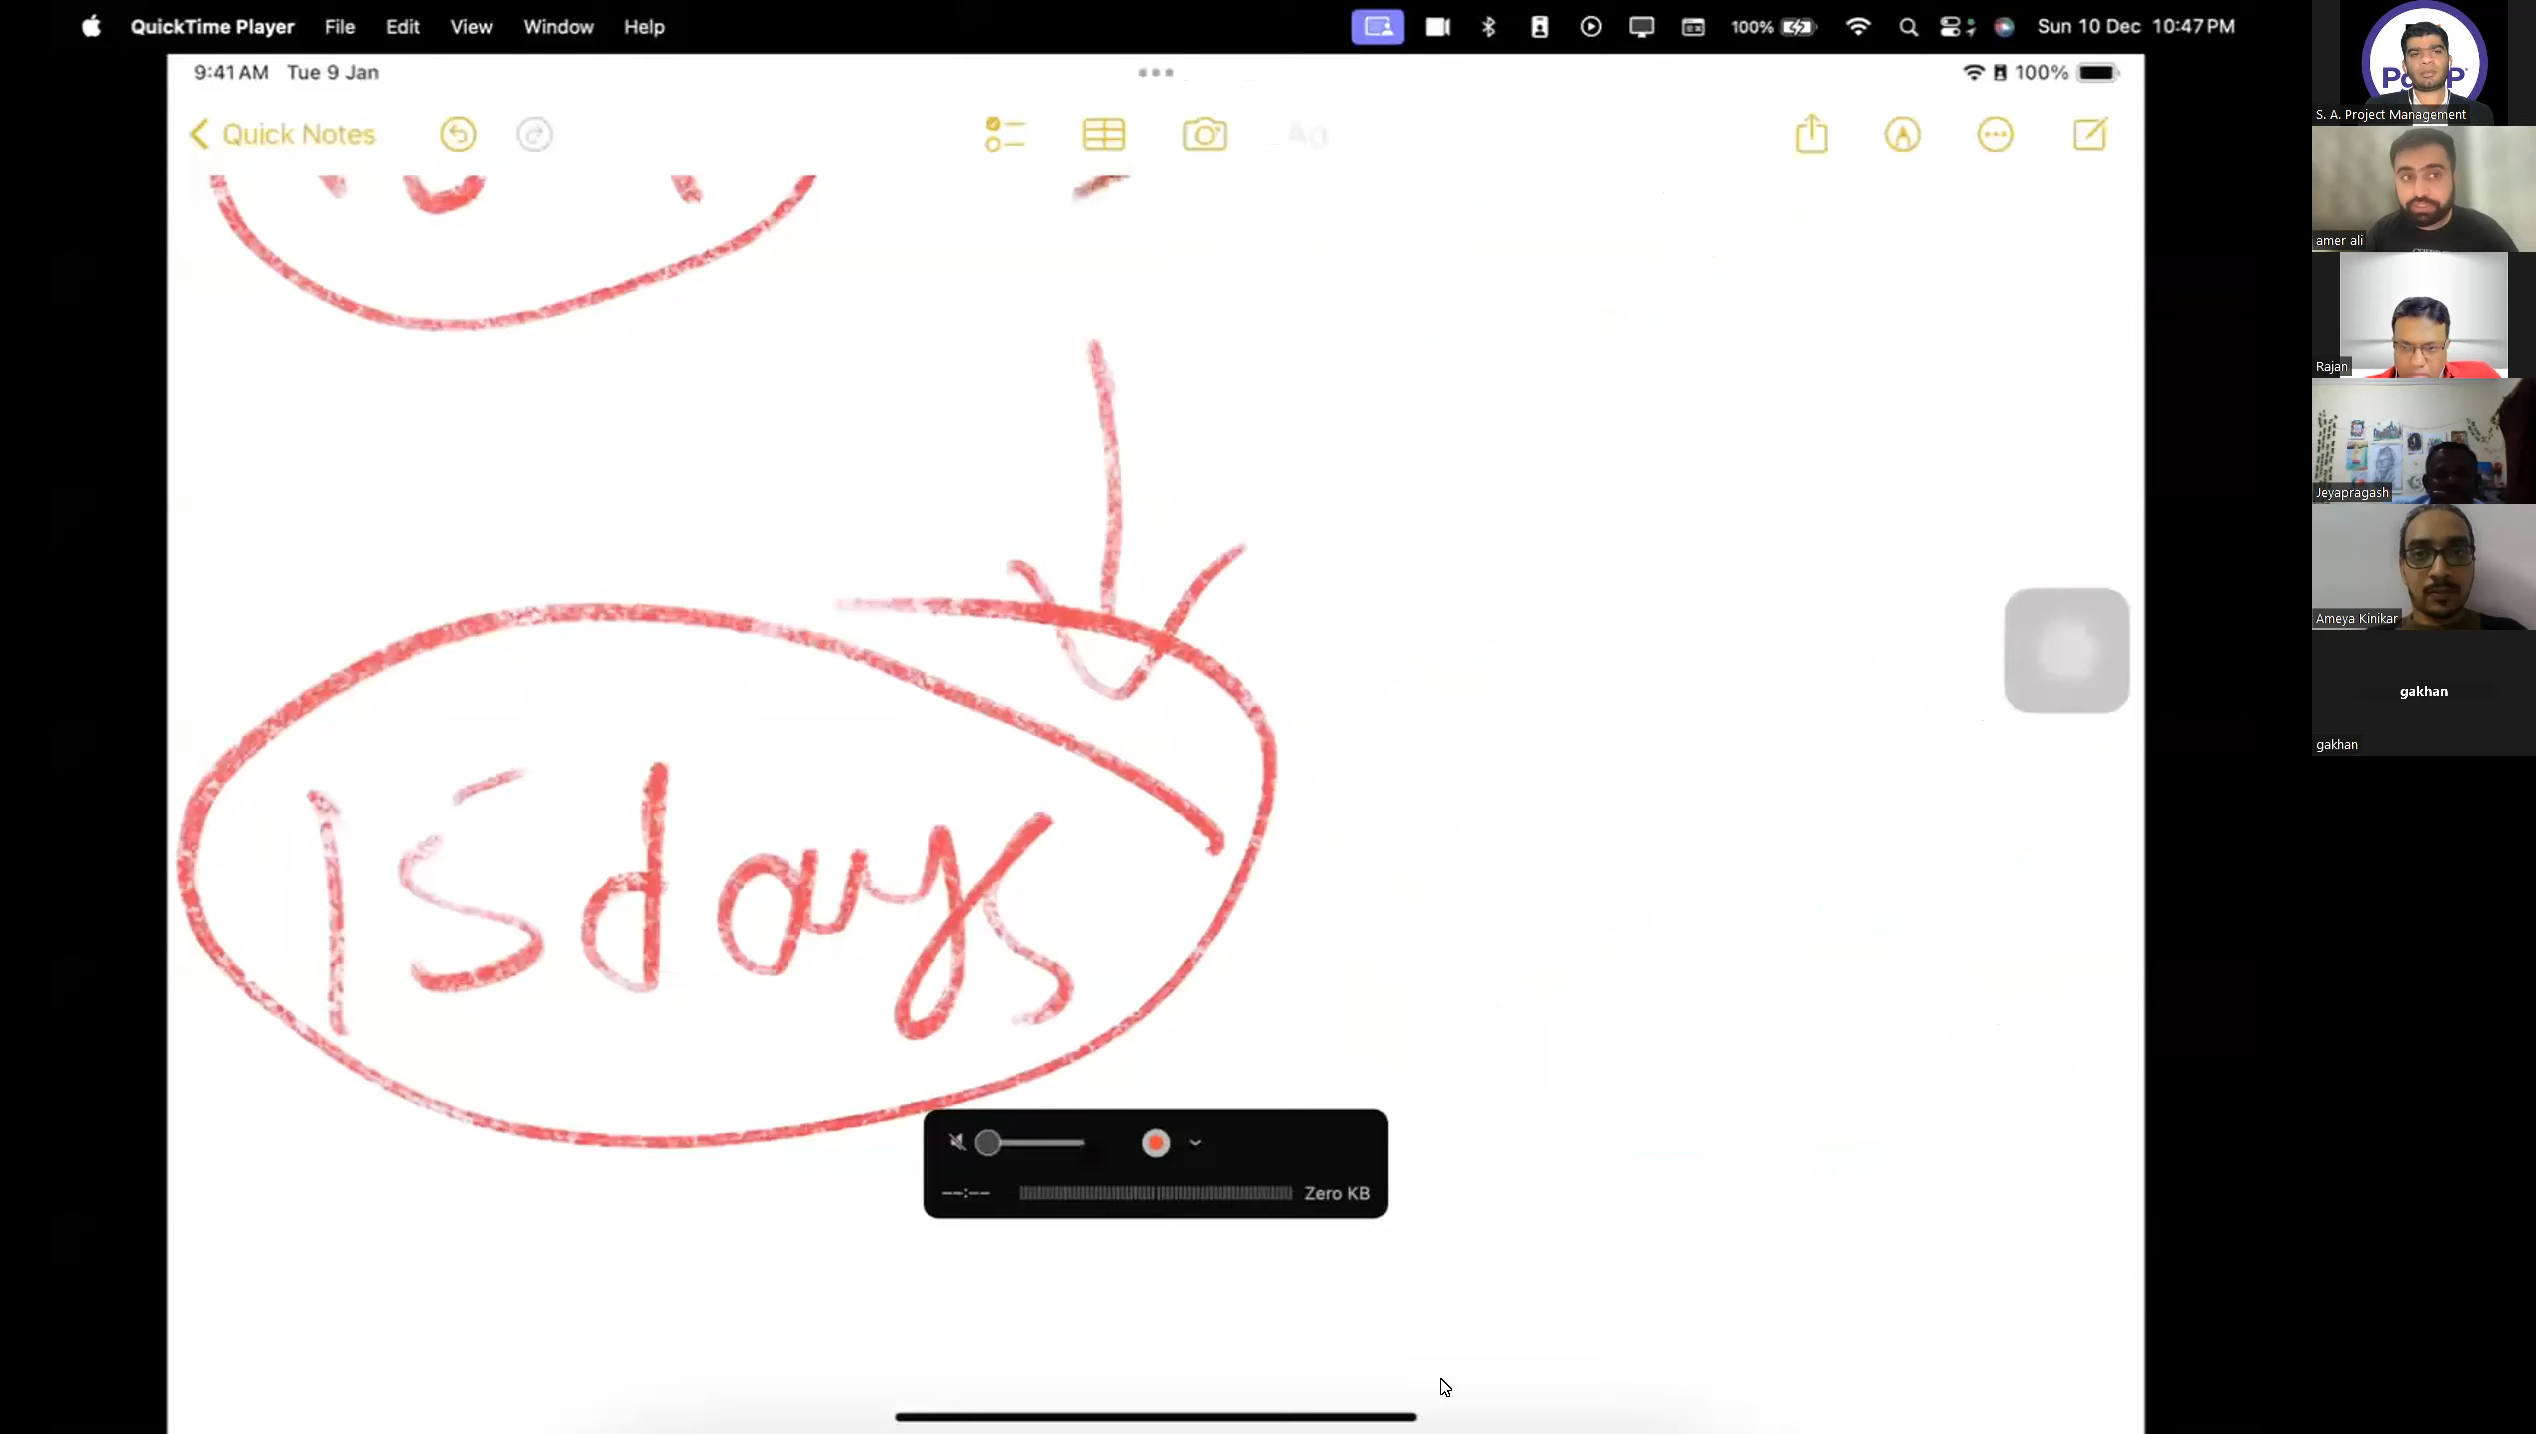 QuickTime Player File Edit View Window Help 100% Sun 10 Dec 10:47 PM
9:41 AM Tue 9 Jan 100%
Quick Notes
15 days
Zero KB
S. A. Project Management
amer ali
Rajan
Jeyapragash
Ameya Kinikar
gakhan
gakhan